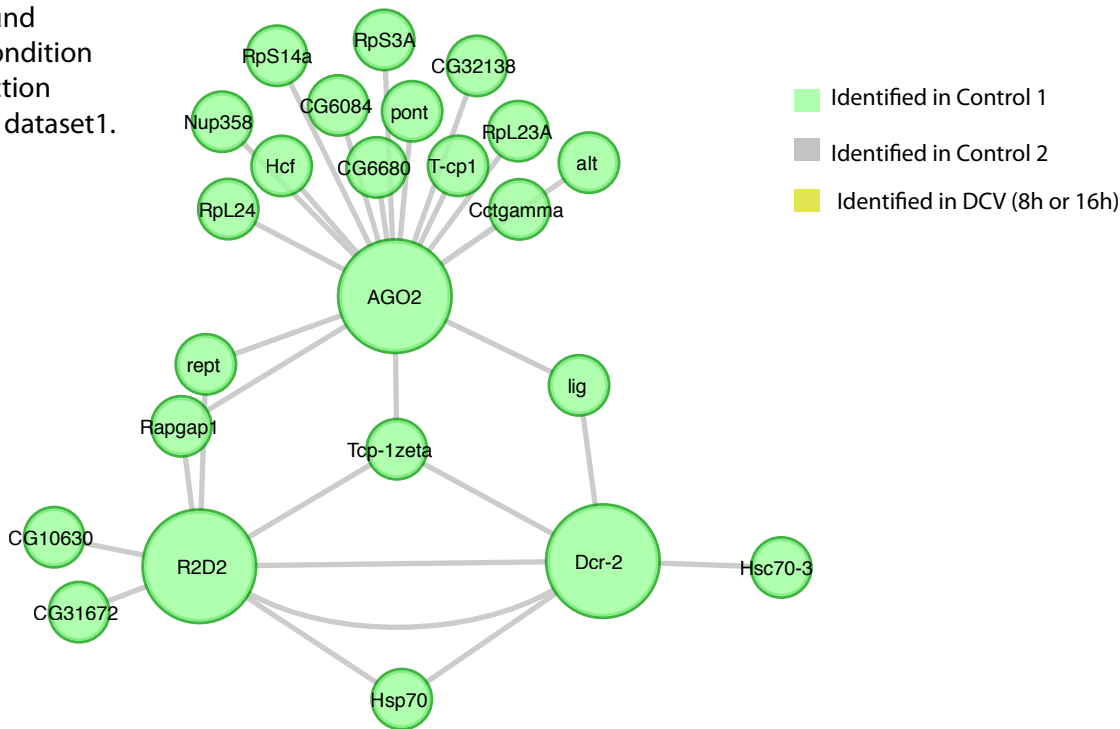 ondition
dataset1.
RpS14a
RpS3A
CG32138
CG6084
pont
Nup358
RpL23A
Hcf
CG6680
T-cp1
alt
RpL24
Cctgamma
AGO2
rept
lig
Rapgap1
Tcp-1zeta
CG10630
R2D2
Dcr-2
Hsc70-3
CG31672
Hsp70
Identified in Control 1
Identified in Control 2
Identified in DCV (8h or 16h)